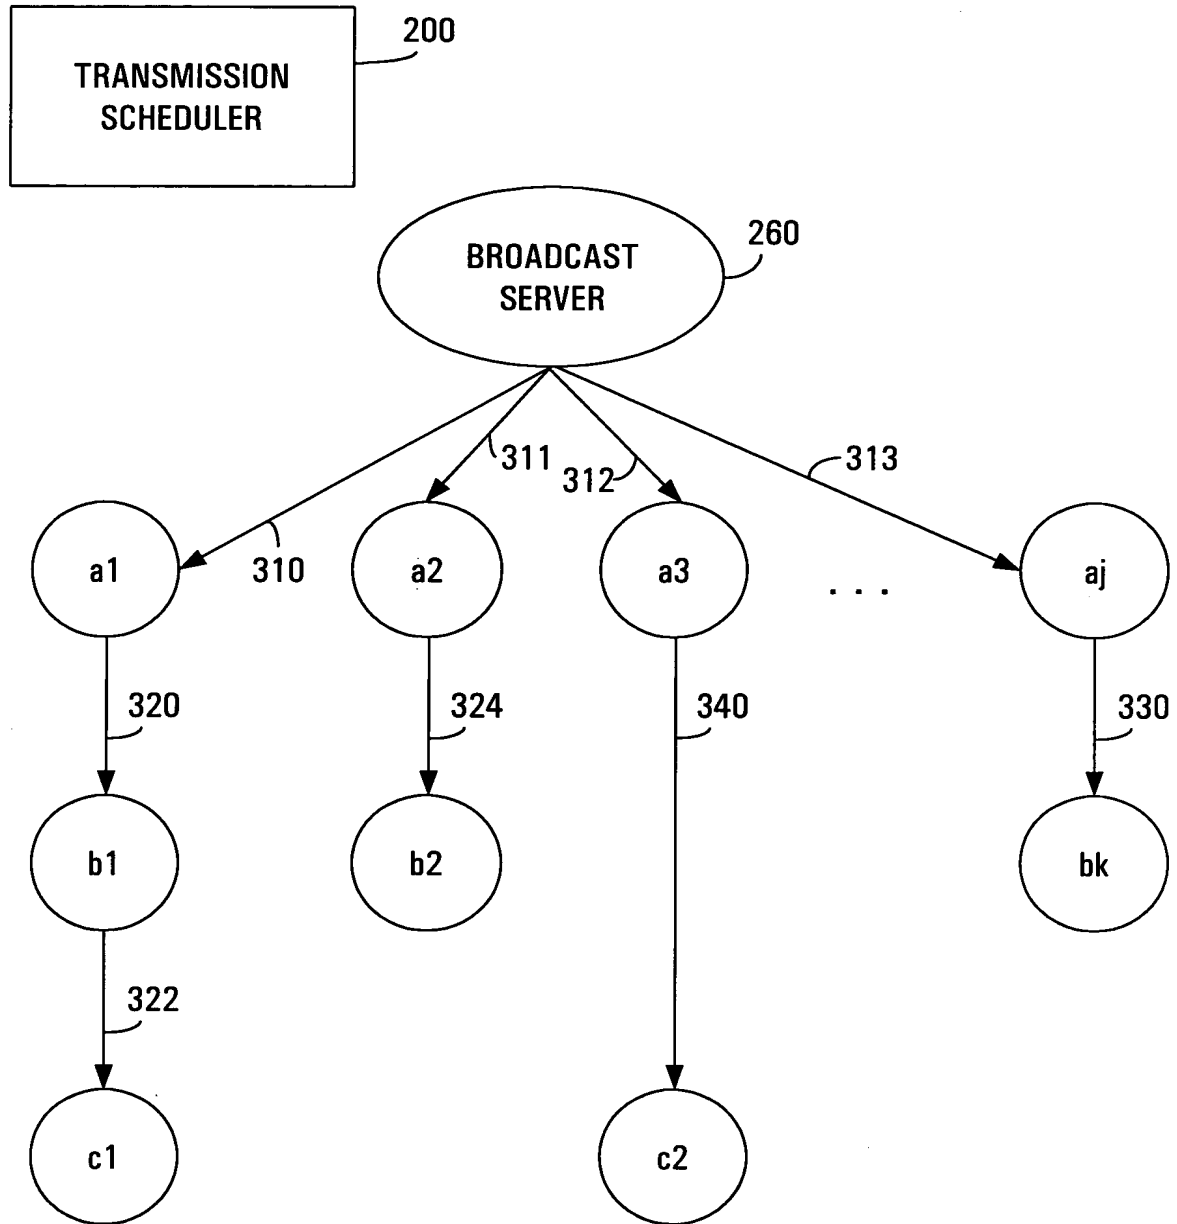 200
TRANSMISSION
SCHEDULER
260
BROADCAST
SERVER
311
312
313
310
a1
a2
a3
. . .
aj
320
324
340
330
b1
b2
bk
322
c1
c2